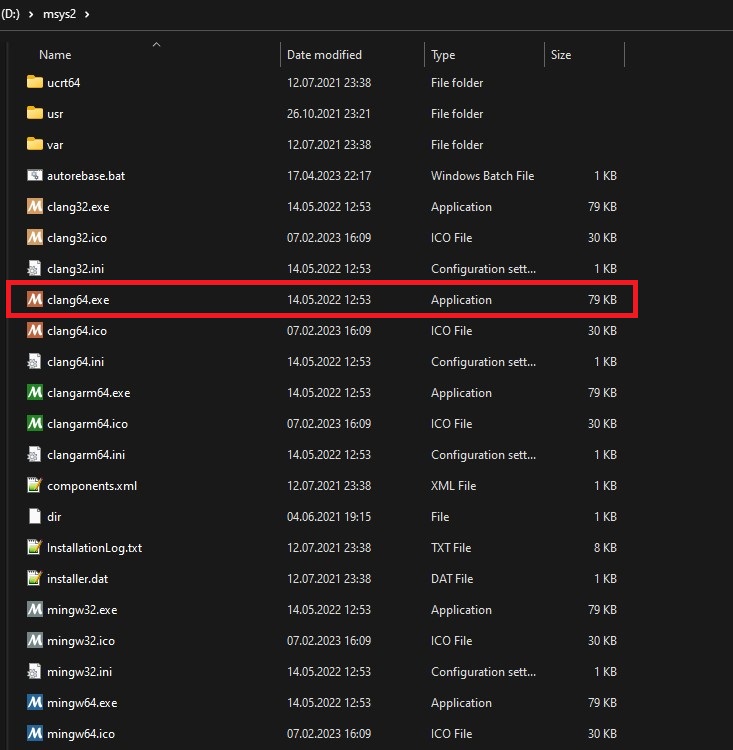 (D:) > msys2 >
Name Date modified Type Size
ucrt64 12.07.2021 23:38 File folder
usr 26.10.2021 23:21 File folder
var 12.07.2021 23:38 File folder
autorebase.bat 17.04.2023 22:17 Windows Batch File 1 KB
clang32.exe 14.05.2022 12:53 Application 79 KB
clang32.ico 07.02.2023 16:09 ICO File 30 KB
clang32.ini 14.05.2022 12:53 Configuration sett... 1 KB
clang64.exe 14.05.2022 12:53 Application 79 KB
clang64.ico 07.02.2023 16:09 ICO File 30 KB
clang64.ini 14.05.2022 12:53 Configuration sett... 1 KB
clangarm64.exe 14.05.2022 12:53 Application 79 KB
clangarm64.ico 07.02.2023 16:09 ICO File 30 KB
clangarm64.ini 14.05.2022 12:53 Configuration sett... 1 KB
components.xml 12.07.2021 23:38 XML File 1 KB
dir 04.06.2021 19:15 File 1 KB
InstallationLog.txt 12.07.2021 23:38 TXT File 8 KB
installer.dat 12.07.2021 23:38 DAT File 1 KB
mingw32.exe 14.05.2022 12:53 Application 79 KB
mingw32.ico 07.02.2023 16:09 ICO File 30 KB
mingw32.ini 14.05.2022 12:53 Configuration sett... 1 KB
mingw64.exe 14.05.2022 12:53 Application 79 KB
mingw64.ico 07.02.2023 16:09 ICO File 30 KB